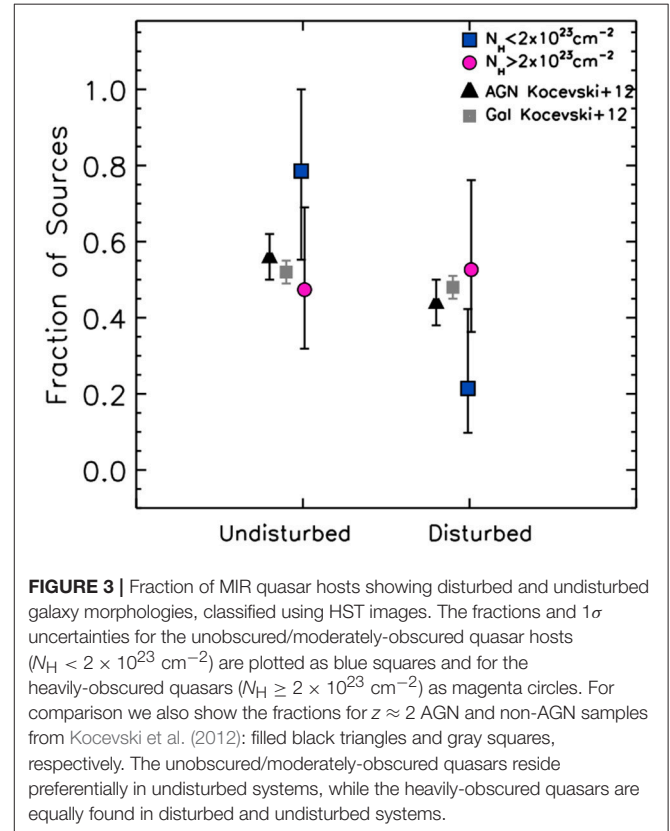 N_H<2x10^23cm^−2
N_H>2x10^23cm^−2
AGN Kocevski+12
Gal Kocevski+12
1.0
0.8
0.6
0.4
0.2
0.0
Fraction of Sources
Undisturbed Disturbed
FIGURE 3 | Fraction of MIR quasar hosts showing disturbed and undisturbed
galaxy morphologies, classified using HST images. The fractions and 1σ
uncertainties for the unobscured/moderately-obscured quasar hosts
(N_H < 2 × 10^23 cm^−2) are plotted as blue squares and for the
heavily-obscured quasars (N_H ≥ 2 × 10^23 cm^−2) as magenta circles. For
comparison we also show the fractions for z ≈ 2 AGN and non-AGN samples
from Kocevski et al. (2012): filled black triangles and gray squares,
respectively. The unobscured/moderately-obscured quasars reside
preferentially in undisturbed systems, while the heavily-obscured quasars are
equally found in disturbed and undisturbed systems.